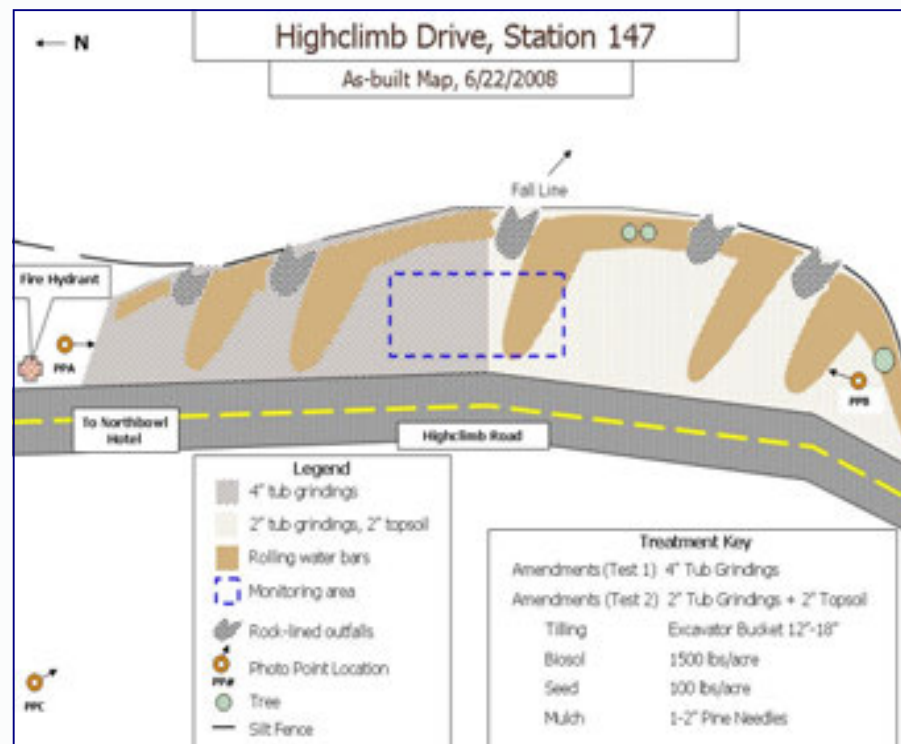 N
Highclimb Drive, Station 147
As-built Map, 6/22/2008
Fall Line
Fire Hydrant
PPA
PPB
To Northbowl
Hotel
Highclimb Road
Legend
4" tub grindings
2" tub grindings, 2" topsoil
Rolling water bars
Monitoring area
Rock-lined outfalls
PP#
Photo Point Location
Tree
Silt Fence
PPC
Treatment Key
Amendments (Test 1) 4" Tub Grindings
Amendments (Test 2) 2" Tub Grindings + 2" Topsoil
Tilling Excavator Bucket 12"-18"
Biosol 1500 lbs/acre
Seed 100 lbs/acre
Mulch 1-2" Pine Needles